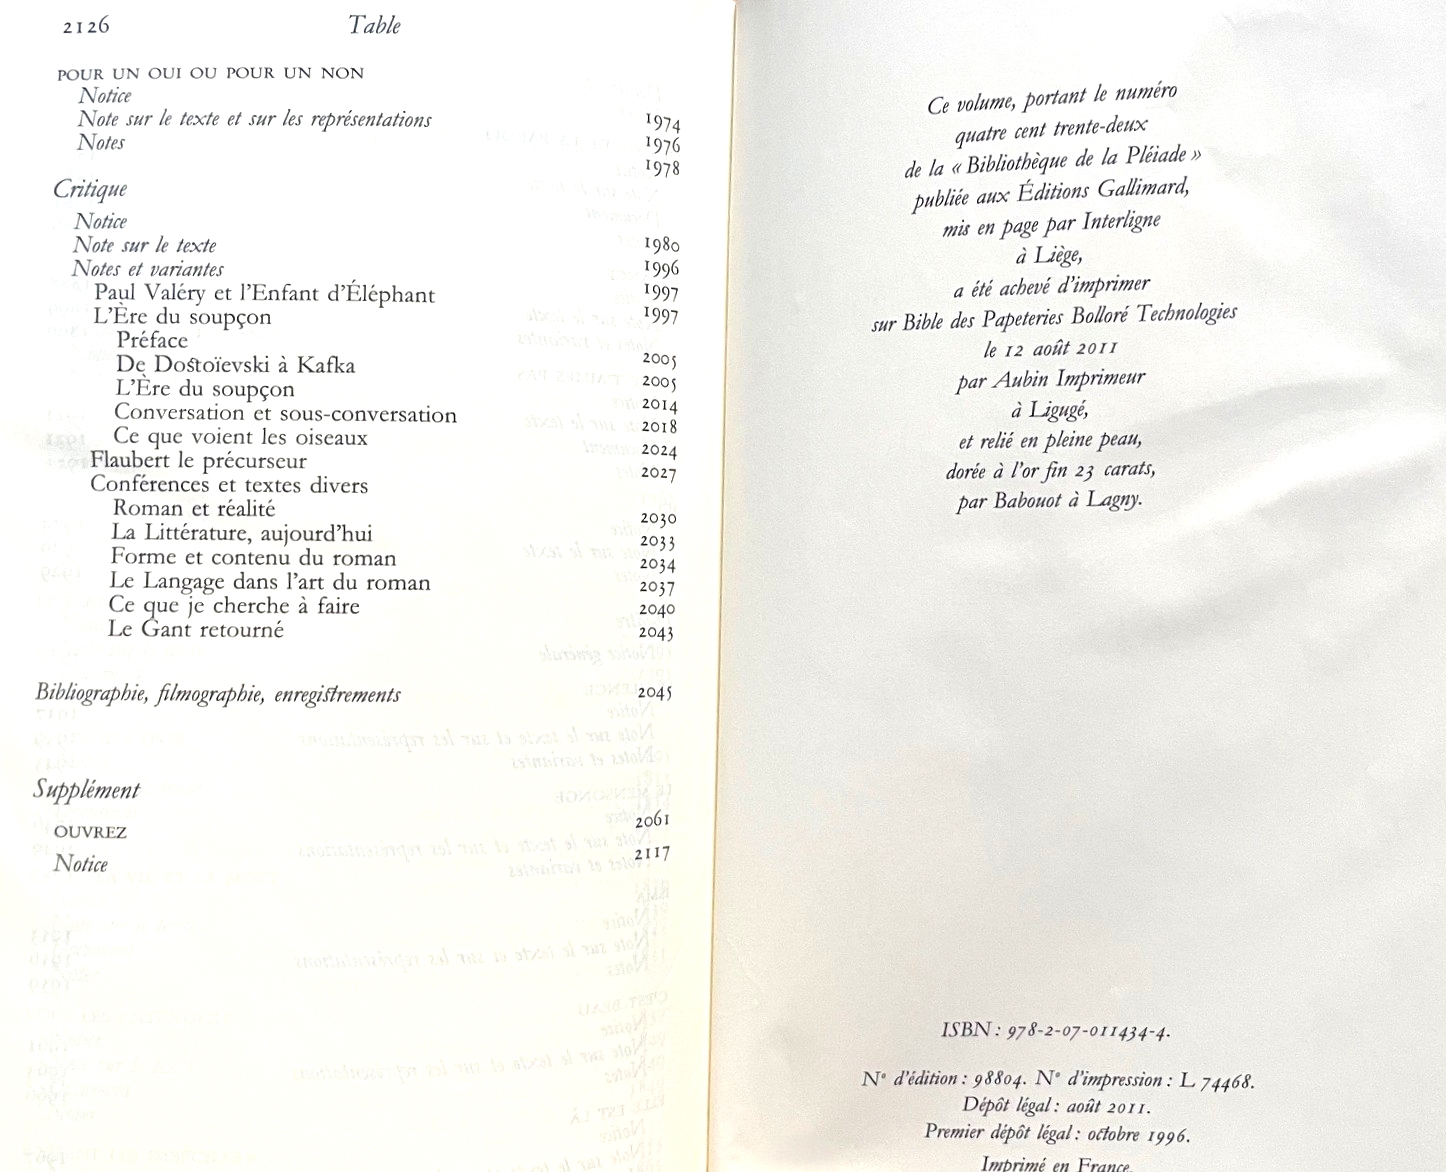 2126 Table
POUR UN OUI OU POUR UN NON
Notice 1974
Note sur le texte et sur les représentations 1976
Notes 1978
Critique
Notice 1980
Note sur le texte 1996
Notes et variantes 1997
Paul Valéry et l'Enfant d'Éléphant 1997
L'Ère du soupçon 2005
Préface 2005
De Dostoïevski à Kafka 2014
L'Ère du soupçon 2018
Conversation et sous-conversation 2024
Ce que voient les oiseaux 2027
Flaubert le précurseur 2030
Conférences et textes divers
Roman et réalité 2033
La Littérature, aujourd'hui 2034
Forme et contenu du roman 2037
Le Langage dans l'art du roman 2040
Ce que je cherche à faire 2043
Le Gant retourné
Bibliographie, filmographie, enregistrements 2045
Supplément
OUVREZ 2061
Notice 2117
Ce volume, portant le numéro
quatre cent trente-deux
de la « Bibliothèque de la Pléiade »
publiée aux Éditions Gallimard,
mis en page par Interligne
à Liège,
a été achevé d'imprimer
sur Bible des Papeteries Bolloré Technologies
le 12 août 2011
par Aubin Imprimeur
à Ligugé,
et relié en pleine peau,
dorée à l'or fin 23 carats,
par Babouot à Lagny.
ISBN : 978-2-07-011434-4.
N° d'édition : 98804. N° d'impression : L 74468.
Dépôt légal : août 2011.
Premier dépôt légal : octobre 1996.
Imprimé en France.